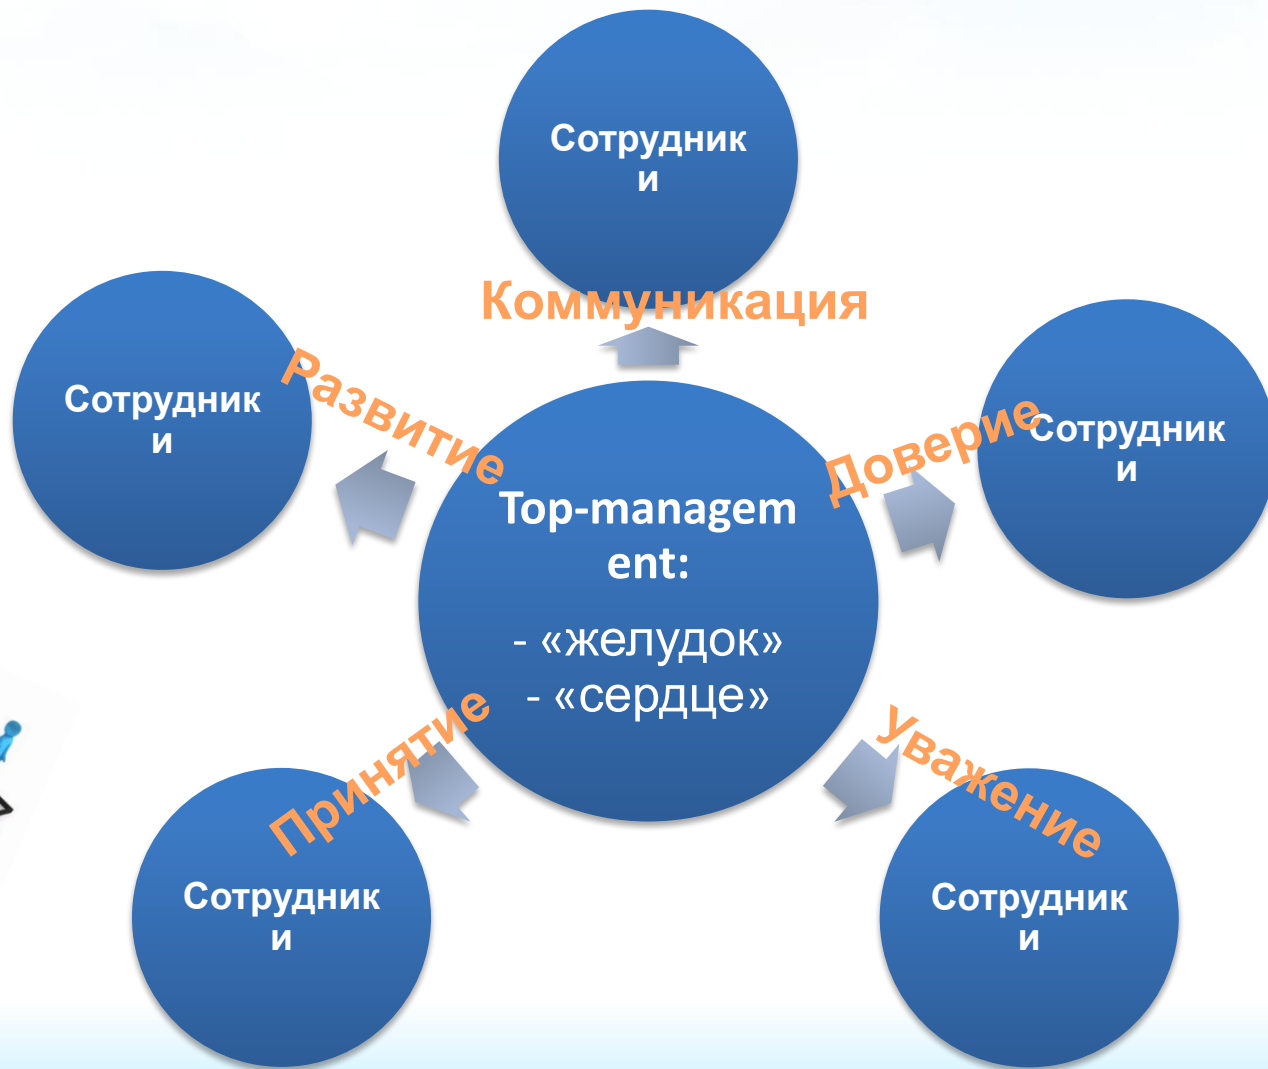 Сотрудник
и
Коммуникация
Сотрудник
и
Развитие
Доверие
Сотрудник
и
Top-managem
ent:
- «желудок»
- «сердце»
Принятие
Уважение
Сотрудник
и
Сотрудник
и